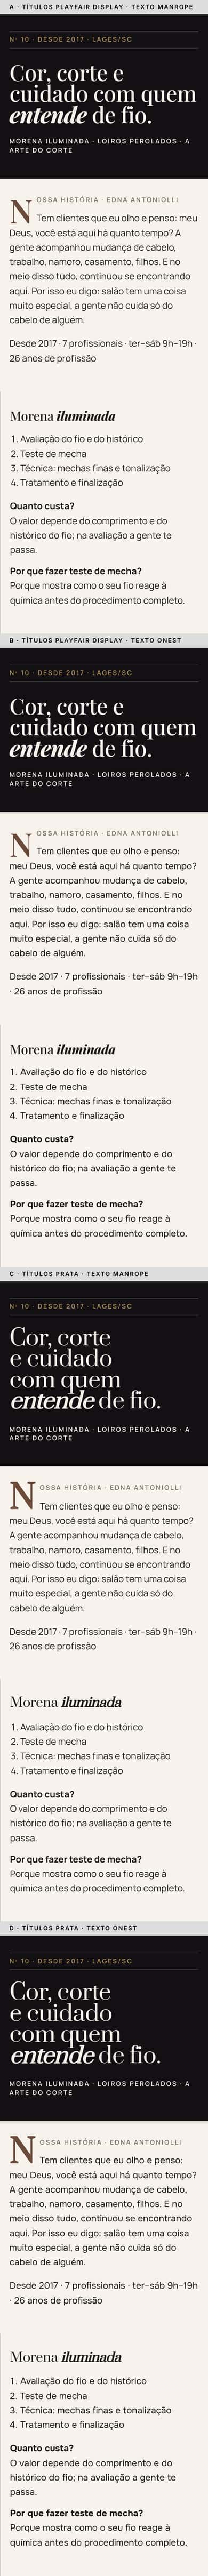 A · TÍTULOS PLAYFAIR DISPLAY · TEXTO MANROPE
Nº 10 · DESDE 2017 · LAGES/SC
Cor, corte e
cuidado com quem
entende de fio.
MORENA ILUMINADA · LOIROS PEROLADOS · A
ARTE DO CORTE
NOSSA HISTÓRIA · EDNA ANTONIOLLI
Tem clientes que eu olho e penso: meu
Deus, você está aqui há quanto tempo? A
gente acompanhou mudança de cabelo,
trabalho, namoro, casamento, filhos. E no
meio disso tudo, continuou se encontrando
aqui. Por isso eu digo: salão tem uma coisa
muito especial, a gente não cuida só do
cabelo de alguém.
Desde 2017 · 7 profissionais · ter–sáb 9h–19h ·
26 anos de profissão
Morena iluminada
1. Avaliação do fio e do histórico
2. Teste de mecha
3. Técnica: mechas finas e tonalização
4. Tratamento e finalização
Quanto custa?
O valor depende do comprimento e do
histórico do fio; na avaliação a gente te
passa.
Por que fazer teste de mecha?
Porque mostra como o seu fio reage à
química antes do procedimento completo.
B · TÍTULOS PLAYFAIR DISPLAY · TEXTO ONEST
Nº 10 · DESDE 2017 · LAGES/SC
Cor, corte e
cuidado com quem
entende de fio.
MORENA ILUMINADA · LOIROS PEROLADOS · A
ARTE DO CORTE
NOSSA HISTÓRIA · EDNA ANTONIOLLI
Tem clientes que eu olho e penso:
meu Deus, você está aqui há quanto tempo?
A gente acompanhou mudança de cabelo,
trabalho, namoro, casamento, filhos. E no
meio disso tudo, continuou se encontrando
aqui. Por isso eu digo: salão tem uma coisa
muito especial, a gente não cuida só do
cabelo de alguém.
Desde 2017 · 7 profissionais · ter–sáb 9h–19h
· 26 anos de profissão
Morena iluminada
1. Avaliação do fio e do histórico
2. Teste de mecha
3. Técnica: mechas finas e tonalização
4. Tratamento e finalização
Quanto custa?
O valor depende do comprimento e do
histórico do fio; na avaliação a gente te
passa.
Por que fazer teste de mecha?
Porque mostra como o seu fio reage à
química antes do procedimento completo.
C · TÍTULOS PRATA · TEXTO MANROPE
Nº 10 · DESDE 2017 · LAGES/SC
Cor, corte
e cuidado
com quem
entende de fio.
MORENA ILUMINADA · LOIROS PEROLADOS · A
ARTE DO CORTE
NOSSA HISTÓRIA · EDNA ANTONIOLLI
Tem clientes que eu olho e penso:
meu Deus, você está aqui há quanto tempo?
A gente acompanhou mudança de cabelo,
trabalho, namoro, casamento, filhos. E no
meio disso tudo, continuou se encontrando
aqui. Por isso eu digo: salão tem uma coisa
muito especial, a gente não cuida só do
cabelo de alguém.
Desde 2017 · 7 profissionais · ter–sáb 9h–19h ·
26 anos de profissão
Morena iluminada
1. Avaliação do fio e do histórico
2. Teste de mecha
3. Técnica: mechas finas e tonalização
4. Tratamento e finalização
Quanto custa?
O valor depende do comprimento e do
histórico do fio; na avaliação a gente te
passa.
Por que fazer teste de mecha?
Porque mostra como o seu fio reage à
química antes do procedimento completo.
D · TÍTULOS PRATA · TEXTO ONEST
Nº 10 · DESDE 2017 · LAGES/SC
Cor, corte
e cuidado
com quem
entende de fio.
MORENA ILUMINADA · LOIROS PEROLADOS · A
ARTE DO CORTE
NOSSA HISTÓRIA · EDNA ANTONIOLLI
Tem clientes que eu olho e penso:
meu Deus, você está aqui há quanto tempo?
A gente acompanhou mudança de cabelo,
trabalho, namoro, casamento, filhos. E no
meio disso tudo, continuou se encontrando
aqui. Por isso eu digo: salão tem uma coisa
muito especial, a gente não cuida só do
cabelo de alguém.
Desde 2017 · 7 profissionais · ter–sáb 9h–19h
· 26 anos de profissão
Morena iluminada
1. Avaliação do fio e do histórico
2. Teste de mecha
3. Técnica: mechas finas e tonalização
4. Tratamento e finalização
Quanto custa?
O valor depende do comprimento e do
histórico do fio; na avaliação a gente te
passa.
Por que fazer teste de mecha?
Porque mostra como o seu fio reage à
química antes do procedimento completo.